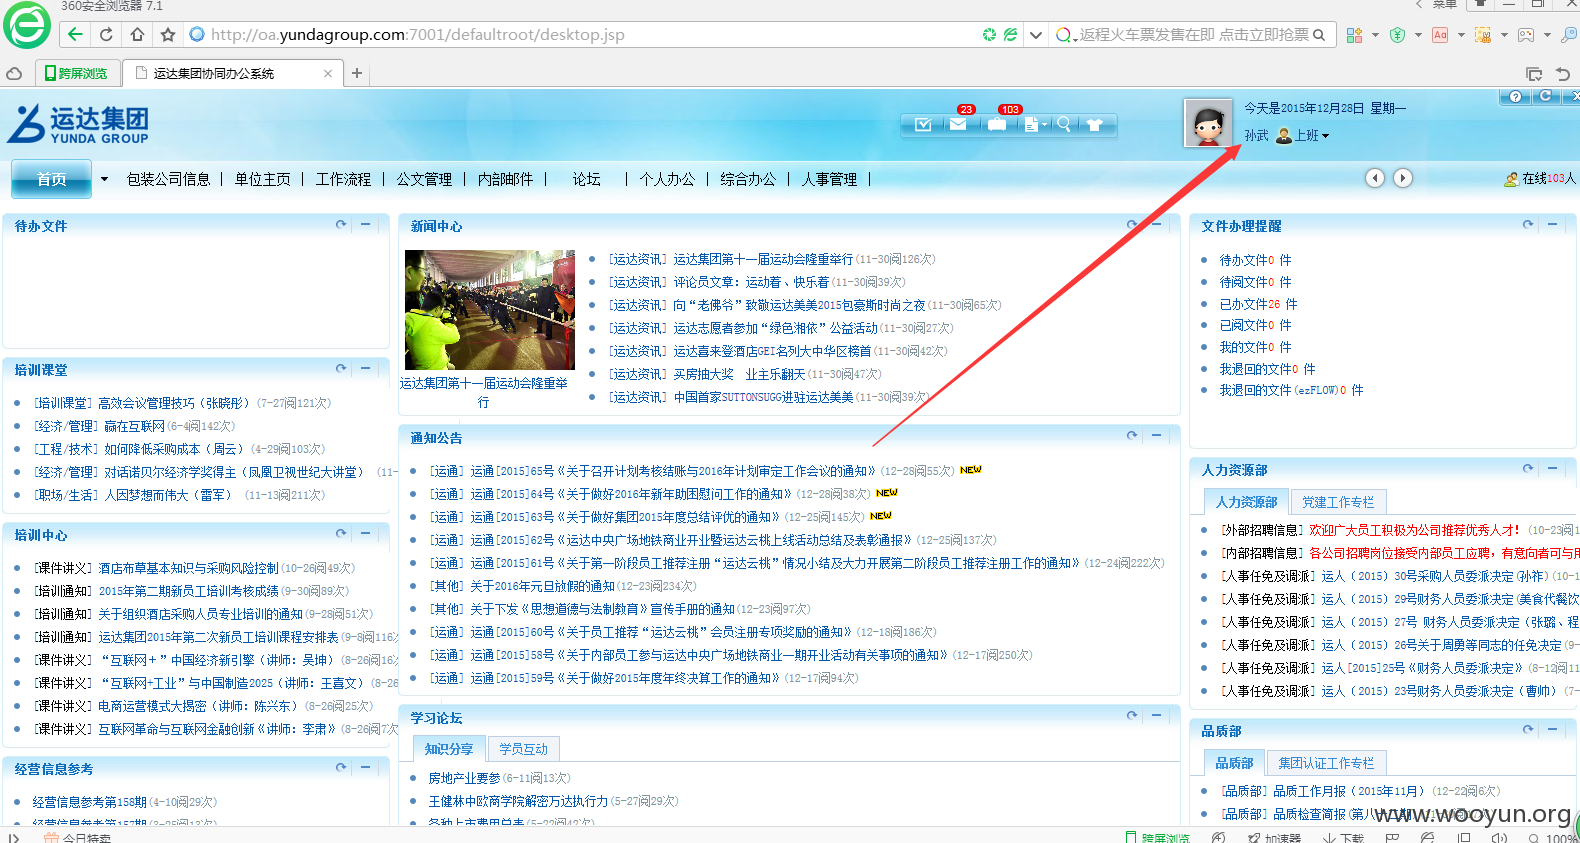 360安全浏览器 7.1
菜单
http://oa.yundagroup.com:7001/defaultroot/desktop.jsp
返程火车票发售在即 点击立即抢票
跨屏浏览
运达集团协同办公系统
运达集团
YUNDA GROUP
23
103
今天是2015年12月28日 星期一
孙武 上班
首页
包装公司信息 | 单位主页 | 工作流程 | 公文管理 | 内部邮件 | 论坛 | 个人办公 | 综合办公 | 人事管理 |
在线103人
待办文件
培训课堂
[培训课堂] 高效会议管理技巧（张晓彤）(7-27阅121次)
[经济/管理] 赢在互联网(6-4阅142次)
[工程/技术] 如何降低采购成本（周云）(4-29阅103次)
[经济/管理] 对话诺贝尔经济学奖得主（凤凰卫视世纪大讲堂） (11-
[职场/生活] 人因梦想而伟大（雷军） (11-13阅211次)
培训中心
[课件讲义] 酒店布草基本知识与采购风险控制(10-26阅49次)
[培训通知] 2015年第二期新员工培训考核成绩(9-30阅89次)
[培训通知] 关于组织酒店采购人员专业培训的通知(9-28阅51次)
[培训通知] 运达集团2015年第二次新员工培训课程安排表(9-8阅116次
[课件讲义] “互联网＋”中国经济新引擎（讲师：吴坤）(8-26阅16次
[课件讲义] “互联网+工业”与中国制造2025（讲师：王喜文）(8-26
[课件讲义] 电商运营模式大揭密（讲师：陈兴东）(8-26阅25次)
[课件讲义] 互联网革命与互联网金融创新《讲师：李肃》(8-26阅7次
经营信息参考
经营信息参考第158期(4-10阅29次)
经营信息参考第157期(3-25阅13次)
新闻中心
运达集团第十一届运动会隆重举
行
[运达资讯] 运达集团第十一届运动会隆重举行(11-30阅126次)
[运达资讯] 评论员文章：运动着、快乐着(11-30阅39次)
[运达资讯] 向“老佛爷”致敬运达美美2015包豪斯时尚之夜(11-30阅65次)
[运达资讯] 运达志愿者参加“绿色湘依”公益活动(11-30阅27次)
[运达资讯] 运达喜来登酒店GEI名列大中华区榜首(11-30阅42次)
[运达资讯] 买房抽大奖 业主乐翻天(11-30阅47次)
[运达资讯] 中国首家SUTTONSUGG进驻运达美美(11-30阅39次)
通知公告
[运通] 运通[2015]65号《关于召开计划考核结账与2016年计划审定工作会议的通知》(12-28阅55次) NEW
[运通] 运通[2015]64号《关于做好2016年新年助困慰问工作的通知》(12-28阅38次) NEW
[运通] 运通[2015]63号《关于做好集团2015年度总结评优的通知》(12-25阅145次) NEW
[运通] 运通[2015]62号《运达中央广场地铁商业开业暨运达云桃上线活动总结及表彰通报》(12-25阅137次)
[运通] 运通[2015]61号《关于第一阶段员工推荐注册“运达云桃”情况小结及大力开展第二阶段员工推荐注册工作的通知》(12-24阅222次)
[其他] 关于2016年元旦放假的通知(12-23阅234次)
[其他] 关于下发《思想道德与法制教育》宣传手册的通知(12-23阅97次)
[运通] 运通[2015]60号《关于员工推荐“运达云桃”会员注册专项奖励的通知》(12-18阅186次)
[运通] 运通[2015]58号《关于内部员工参与运达中央广场地铁商业一期开业活动有关事项的通知》(12-17阅250次)
[运通] 运通[2015]59号《关于做好2015年度年终决算工作的通知》(12-17阅94次)
学习论坛
知识分享 学员互动
房地产业要参(6-11阅13次)
王健林中欧商学院解密万达执行力(5-27阅29次)
各种上市费用总表(5-22阅42次)
文件办理提醒
待办文件0 件
待阅文件0 件
已办文件26 件
已阅文件0 件
我的文件0 件
我退回的文件0 件
我退回的文件(ezFLOW)0 件
人力资源部
人力资源部 党建工作专栏
[外部招聘信息] 欢迎广大员工积极为公司推荐优秀人才！(10-23阅1
[内部招聘信息] 各公司招聘岗位接受内部员工应聘，有意向者可与用
[人事任免及调派] 运人（2015）30号采购人员委派决定(孙祚)(10-1
[人事任免及调派] 运人（2015）29号财务人员委派决定(美食代餐饮
[人事任免及调派] 运人（2015）27号 财务人员委派决定（张璐、程
[人事任免及调派] 运人（2015）26号关于周勇等同志的任免决定(9-
[人事任免及调派] 运人[2015]25号《财务人员委派决定》(8-12阅11
[人事任免及调派] 运人（2015）23号财务人员委派决定（曹帅）(7-
品质部
品质部 集团认证工作专栏
[品质部] 品质工作月报（2015年11月）(12-22阅6次)
[品质部] 品质检查简报(第八
www.wooyun.org
今日特卖
跨屏浏览
加速器
下载
100%